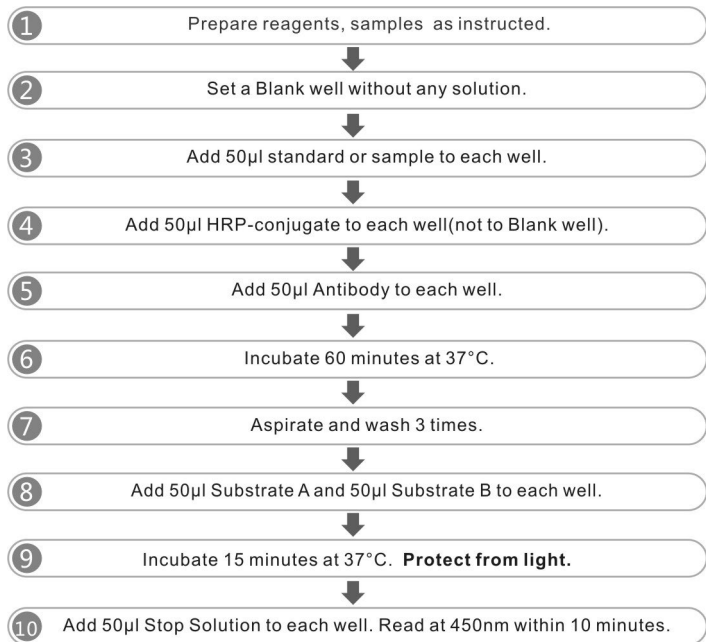 1 Prepare reagents, samples as instructed.
2 Set a Blank well without any solution.
3 Add 50μl standard or sample to each well.
4 Add 50μl HRP-conjugate to each well(not to Blank well).
5 Add 50μl Antibody to each well.
6 Incubate 60 minutes at 37°C.
7 Aspirate and wash 3 times.
8 Add 50μl Substrate A and 50μl Substrate B to each well.
9 Incubate 15 minutes at 37°C. Protect from light.
10 Add 50μl Stop Solution to each well. Read at 450nm within 10 minutes.